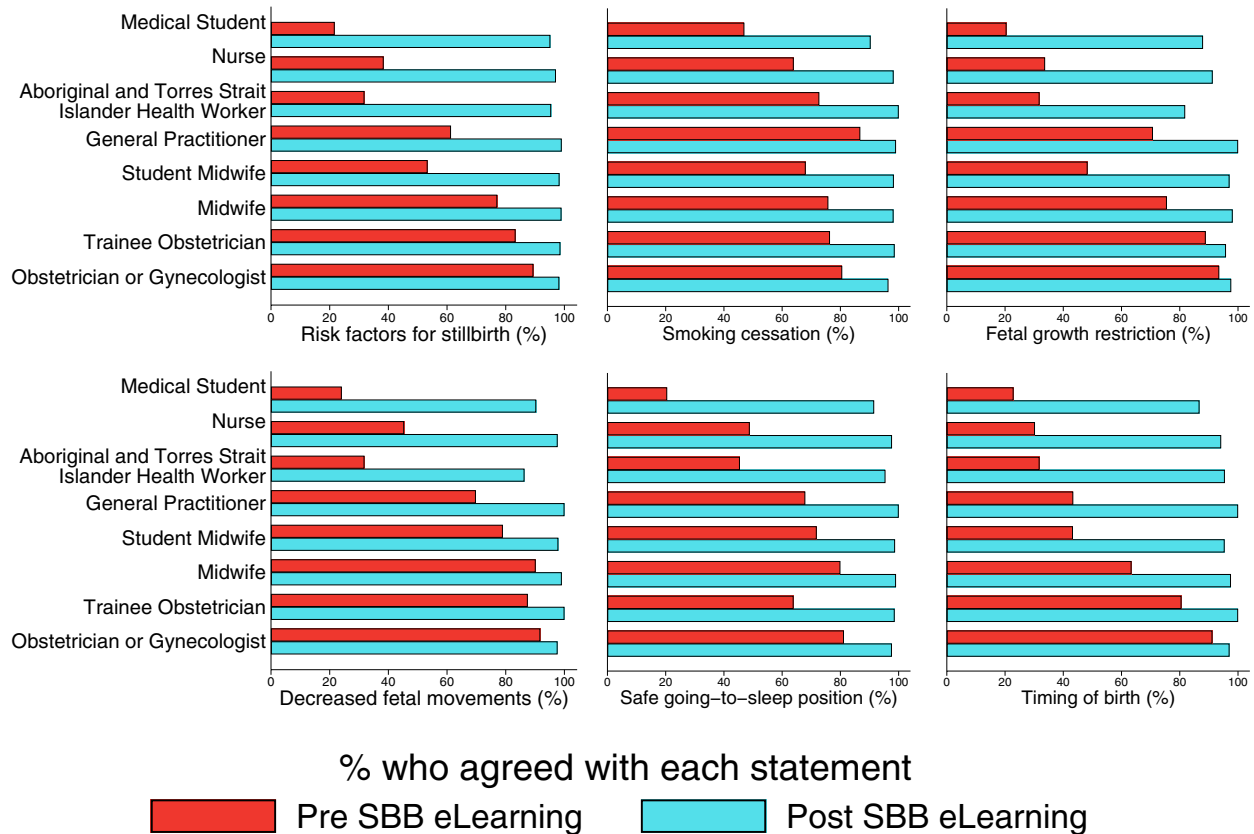 Medical Student
Nurse
Aboriginal and Torres Strait
Islander Health Worker
General Practitioner
Student Midwife
Midwife
Trainee Obstetrician
Obstetrician or Gynecologist
0 20 40 60 80 100
Risk factors for stillbirth (%)
0 20 40 60 80 100
Smoking cessation (%)
0 20 40 60 80 100
Fetal growth restriction (%)
Medical Student
Nurse
Aboriginal and Torres Strait
Islander Health Worker
General Practitioner
Student Midwife
Midwife
Trainee Obstetrician
Obstetrician or Gynecologist
0 20 40 60 80 100
Decreased fetal movements (%)
0 20 40 60 80 100
Safe going−to−sleep position (%)
0 20 40 60 80 100
Timing of birth (%)
% who agreed with each statement
Pre SBB eLearning Post SBB eLearning